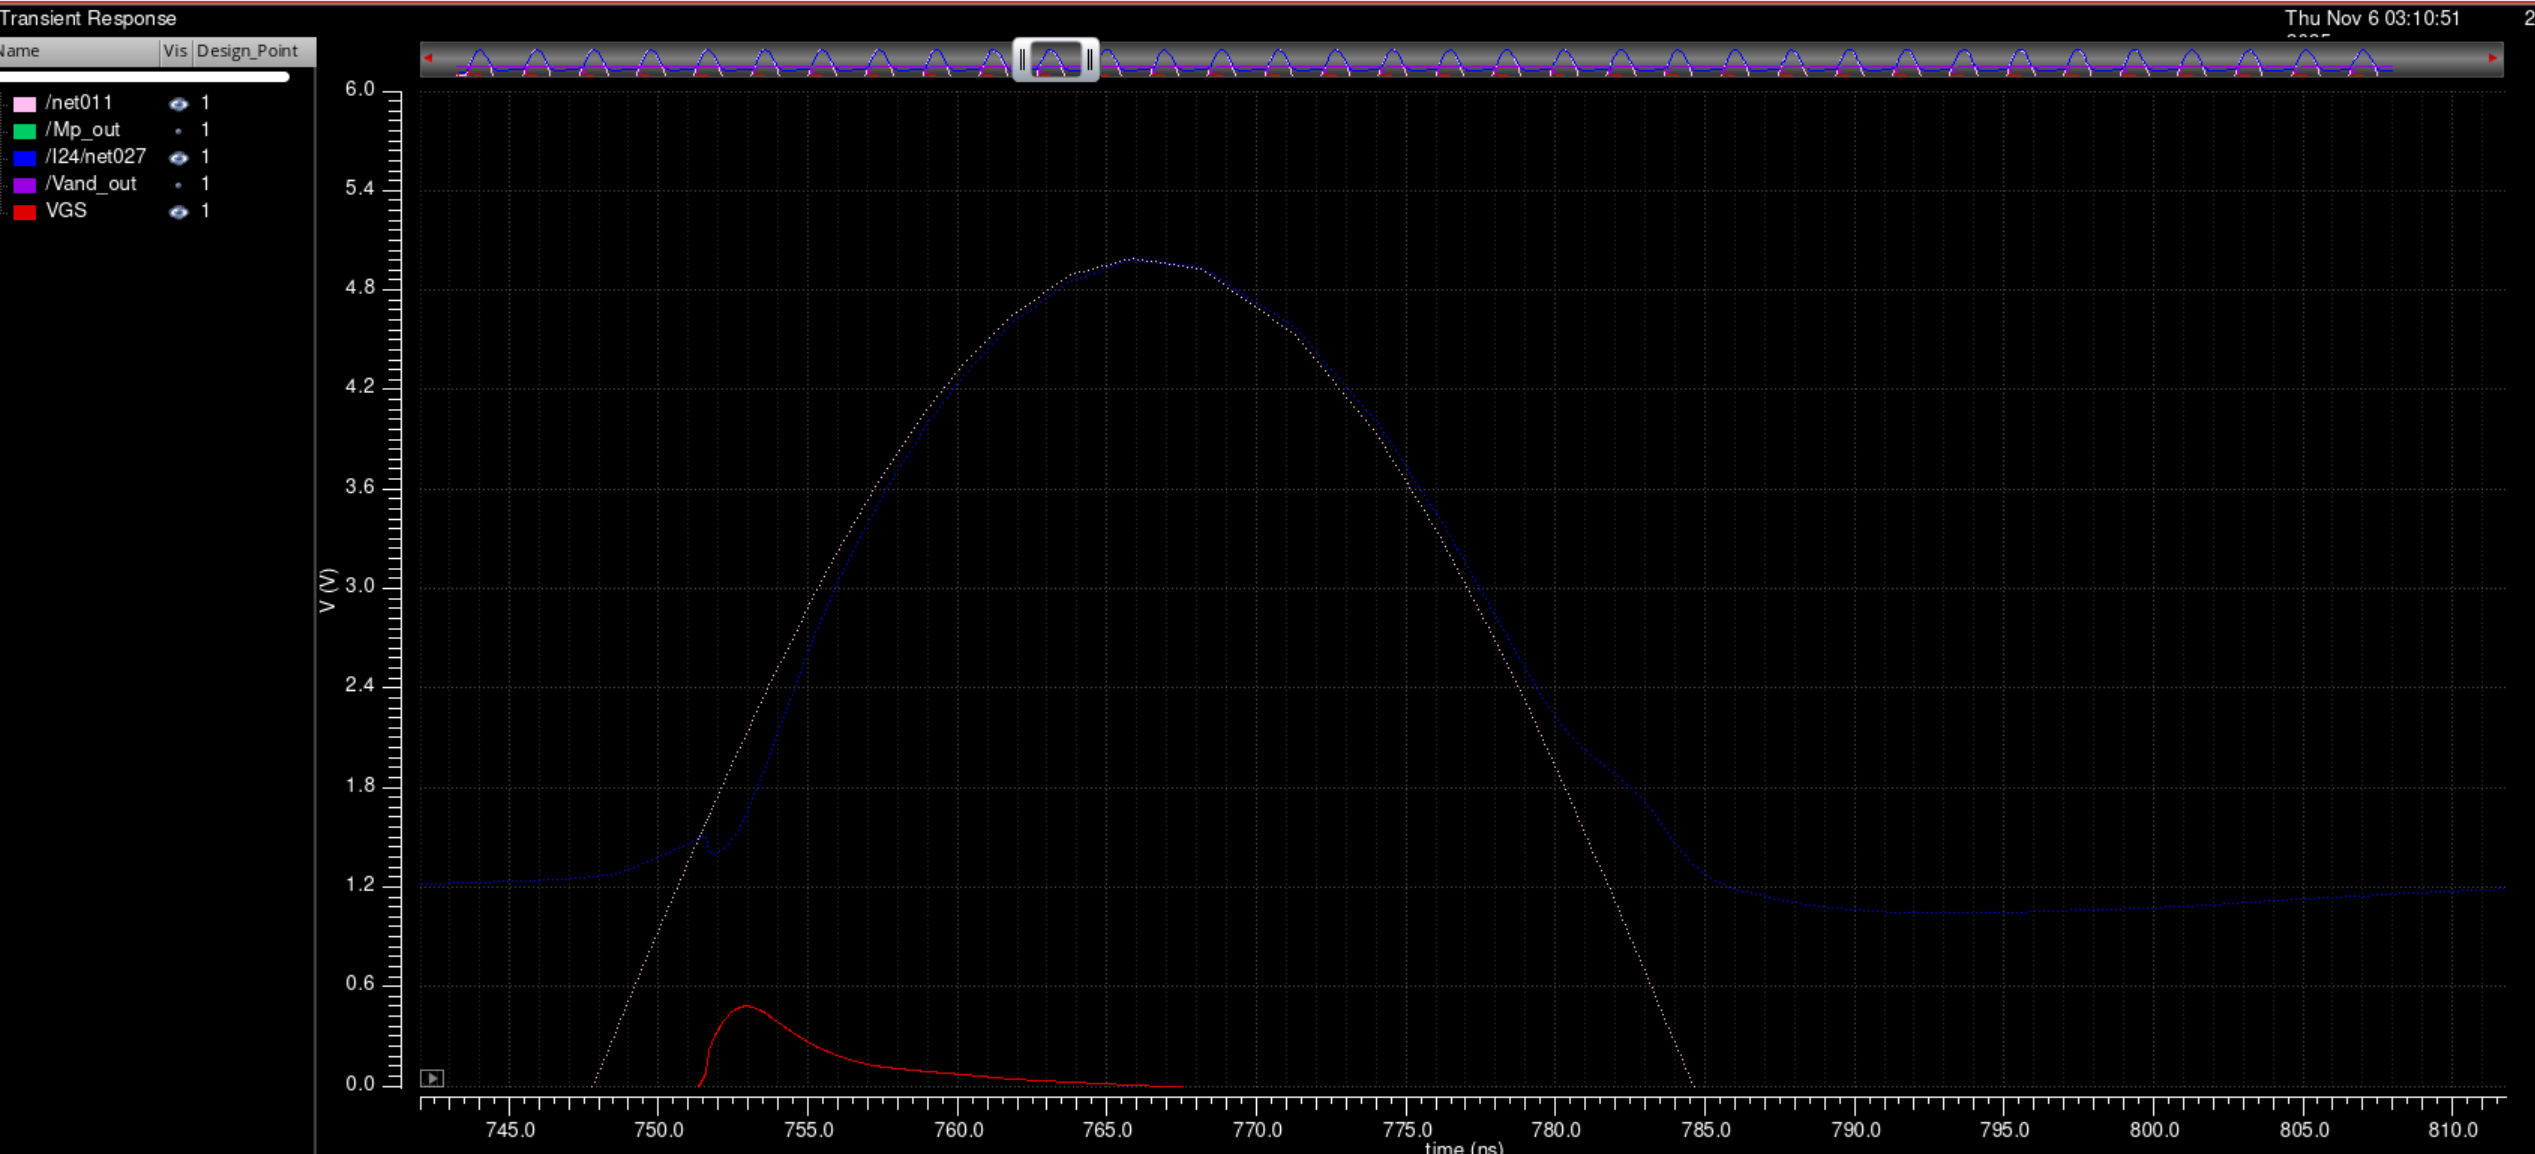 Transient Response
Thu Nov 6 03:10:51 2
Name Vis Design_Point
/net011 1
/Mp_out 1
/I24/net027 1
/Vand_out 1
VGS 1
6.0
5.4
4.8
4.2
3.6
3.0
2.4
1.8
1.2
0.6
0.0
V (V)
745.0 750.0 755.0 760.0 765.0 770.0 775.0 780.0 785.0 790.0 795.0 800.0 805.0 810.0
time (ns)